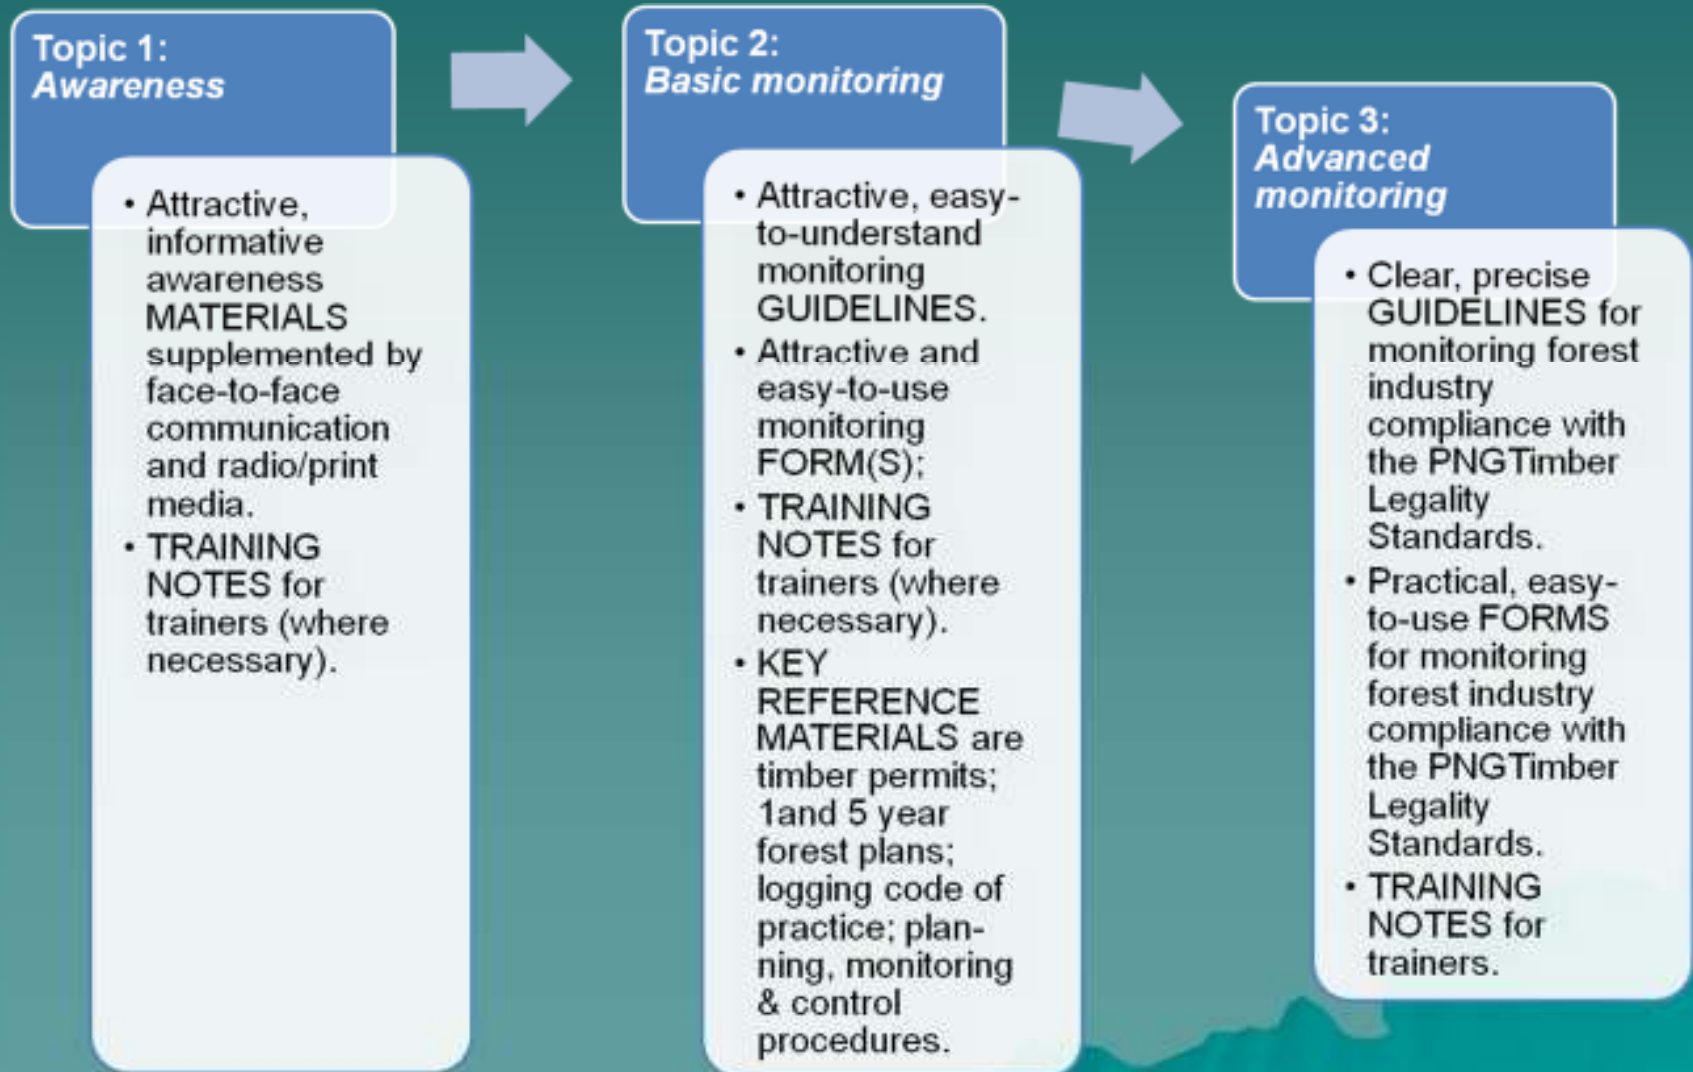 Topic 1:
Awareness
• Attractive,
informative
awareness
MATERIALS
supplemented by
face-to-face
communication
and radio/print
media.
• TRAINING
NOTES for
trainers (where
necessary).
Topic 2:
Basic monitoring
• Attractive, easy-
to-understand
monitoring
GUIDELINES.
• Attractive and
easy-to-use
monitoring
FORM(S);
• TRAINING
NOTES for
trainers (where
necessary).
• KEY
REFERENCE
MATERIALS are
timber permits;
1and 5 year
forest plans;
logging code of
practice; plan-
ning, monitoring
& control
procedures.
Topic 3:
Advanced
monitoring
• Clear, precise
GUIDELINES for
monitoring forest
industry
compliance with
the PNGTimber
Legality
Standards.
• Practical, easy-
to-use FORMS
for monitoring
forest industry
compliance with
the PNGTimber
Legality
Standards.
• TRAINING
NOTES for
trainers.